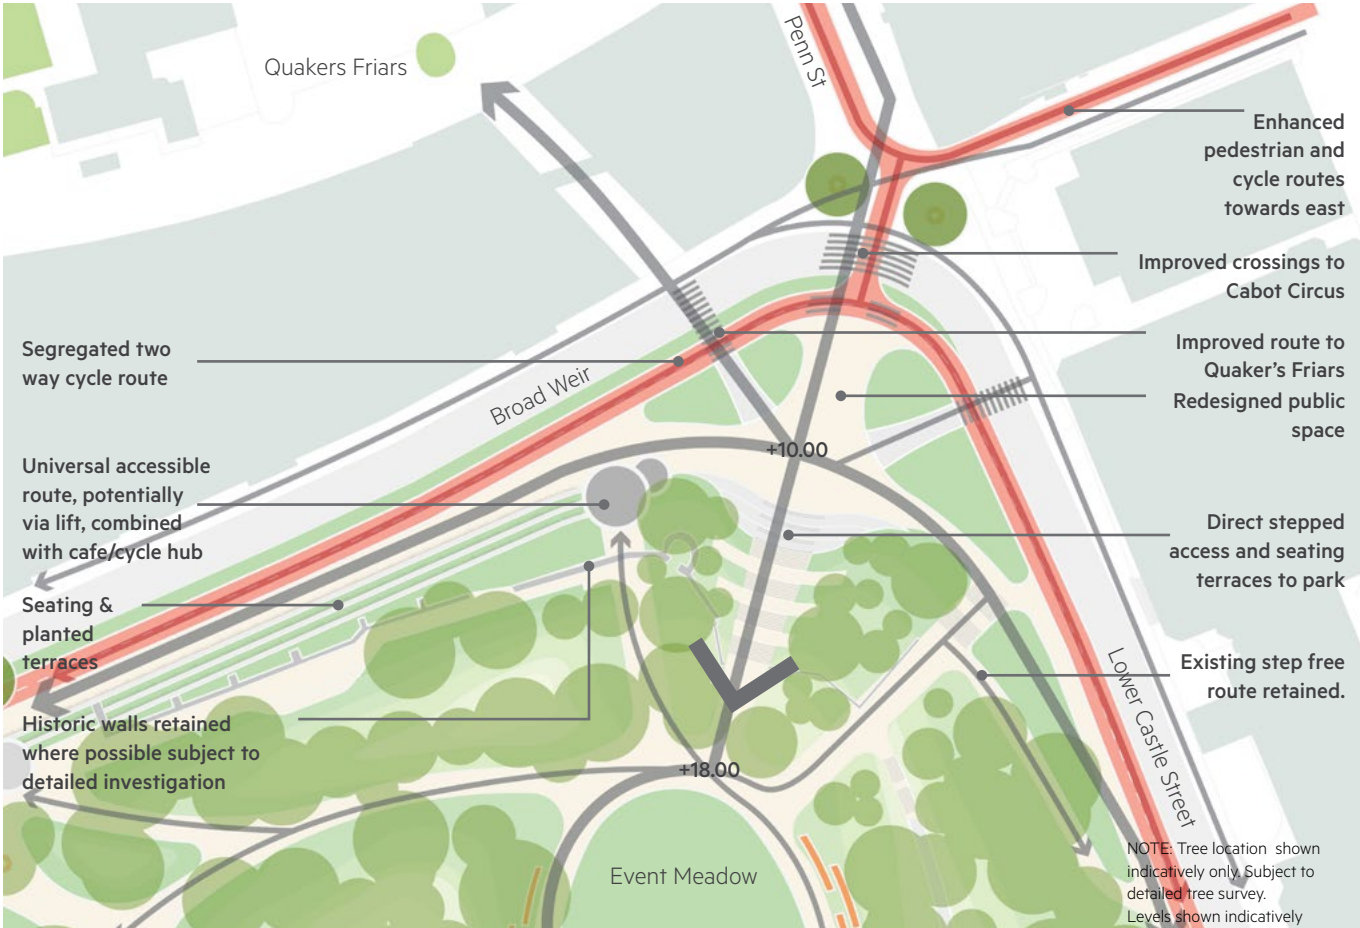 Quakers Friars
Penn St
Enhanced
pedestrian and
cycle routes
towards east
Improved crossings to
Cabot Circus
Improved route to
Quaker's Friars
Redesigned public
space
Segregated two
way cycle route
Broad Weir
+10.00
Universal accessible
route, potentially
via lift, combined
with cafe/cycle hub
Direct stepped
access and seating
terraces to park
Seating &
planted
terraces
Existing step free
route retained.
Lower Castle Street
Historic walls retained
where possible subject to
detailed investigation
+18.00
Event Meadow
NOTE: Tree location shown
indicatively only. Subject to
detailed tree survey.
Levels shown indicatively